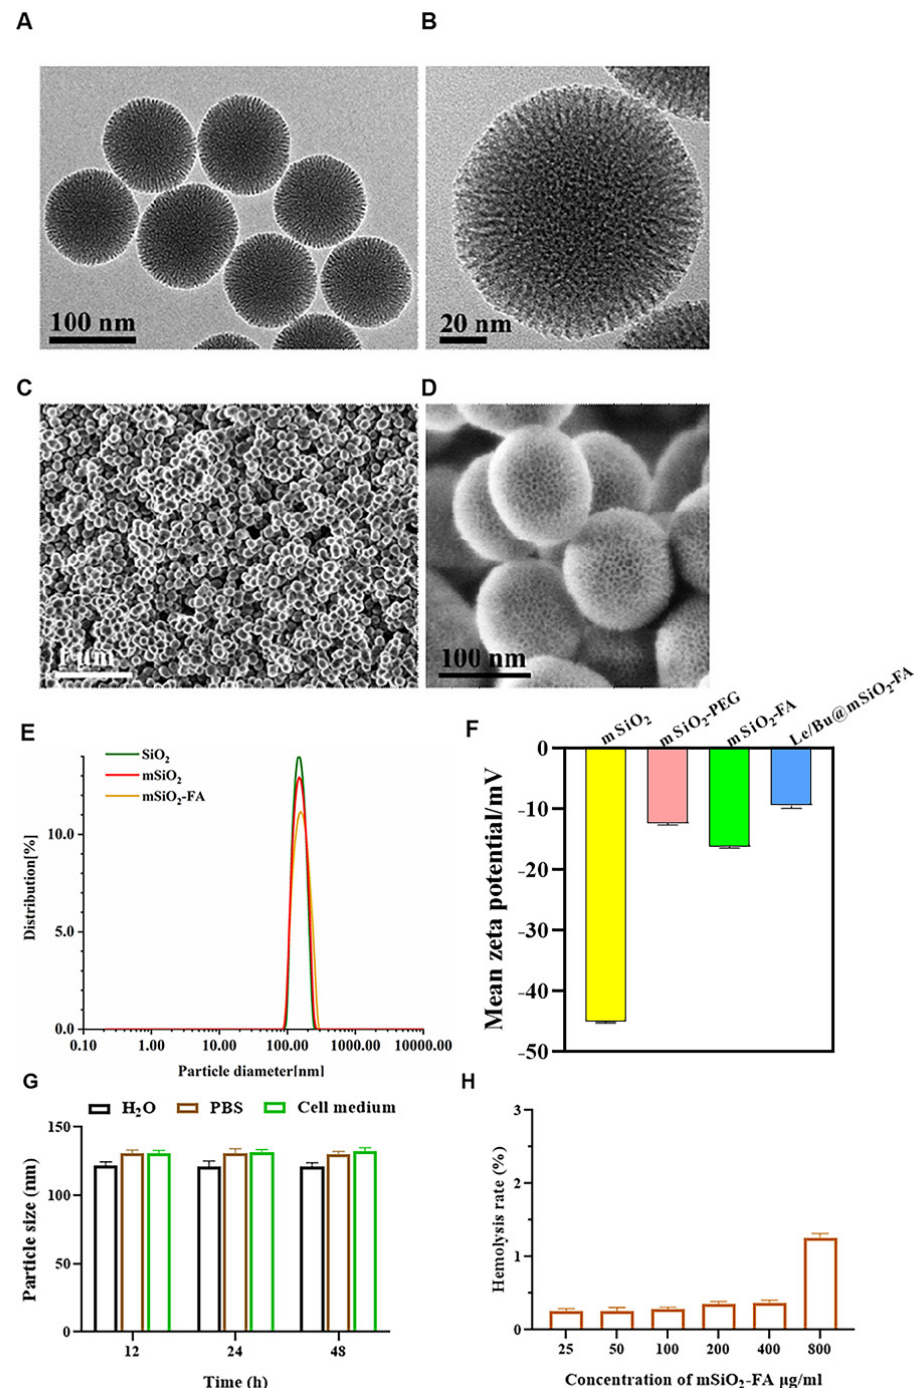 A
B
100 nm
20 nm
C
D
1 μm
100 nm
E
SiO₂
mSiO₂
mSiO₂-FA
Distribution[%]
10.0
5.0
0.0
0.10 1.00 10.00 100.00 1000.00 10000.00
Particle diameter[nm]
F
mSiO₂
mSiO₂-PEG
mSiO₂-FA
Le/Bu@mSiO₂-FA
Mean zeta potential/mV
0
-10
-20
-30
-40
-50
G
H₂O PBS Cell medium
Particle size (nm)
150
100
50
0
12 24 48
Time (h)
H
Hemolysis rate (%)
3
2
1
0
25 50 100 200 400 800
Concentration of mSiO₂-FA μg/ml